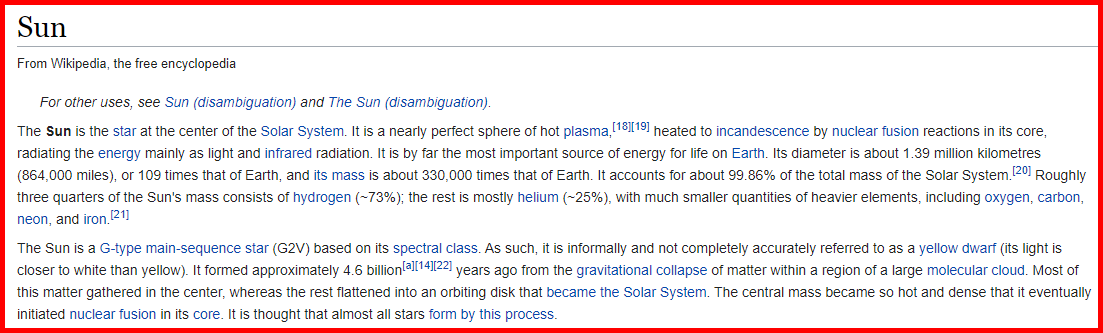 Sun
From Wikipedia, the free encyclopedia
For other uses, see Sun (disambiguation) and The Sun (disambiguation).
The Sun is the star at the center of the Solar System. It is a nearly perfect sphere of hot plasma,[18][19] heated to incandescence by nuclear fusion reactions in its core,
radiating the energy mainly as light and infrared radiation. It is by far the most important source of energy for life on Earth. Its diameter is about 1.39 million kilometres
(864,000 miles), or 109 times that of Earth, and its mass is about 330,000 times that of Earth. It accounts for about 99.86% of the total mass of the Solar System.[20] Roughly
three quarters of the Sun's mass consists of hydrogen (~73%); the rest is mostly helium (~25%), with much smaller quantities of heavier elements, including oxygen, carbon,
neon, and iron.[21]
The Sun is a G-type main-sequence star (G2V) based on its spectral class. As such, it is informally and not completely accurately referred to as a yellow dwarf (its light is
closer to white than yellow). It formed approximately 4.6 billion[a][14][22] years ago from the gravitational collapse of matter within a region of a large molecular cloud. Most of
this matter gathered in the center, whereas the rest flattened into an orbiting disk that became the Solar System. The central mass became so hot and dense that it eventually
initiated nuclear fusion in its core. It is thought that almost all stars form by this process.